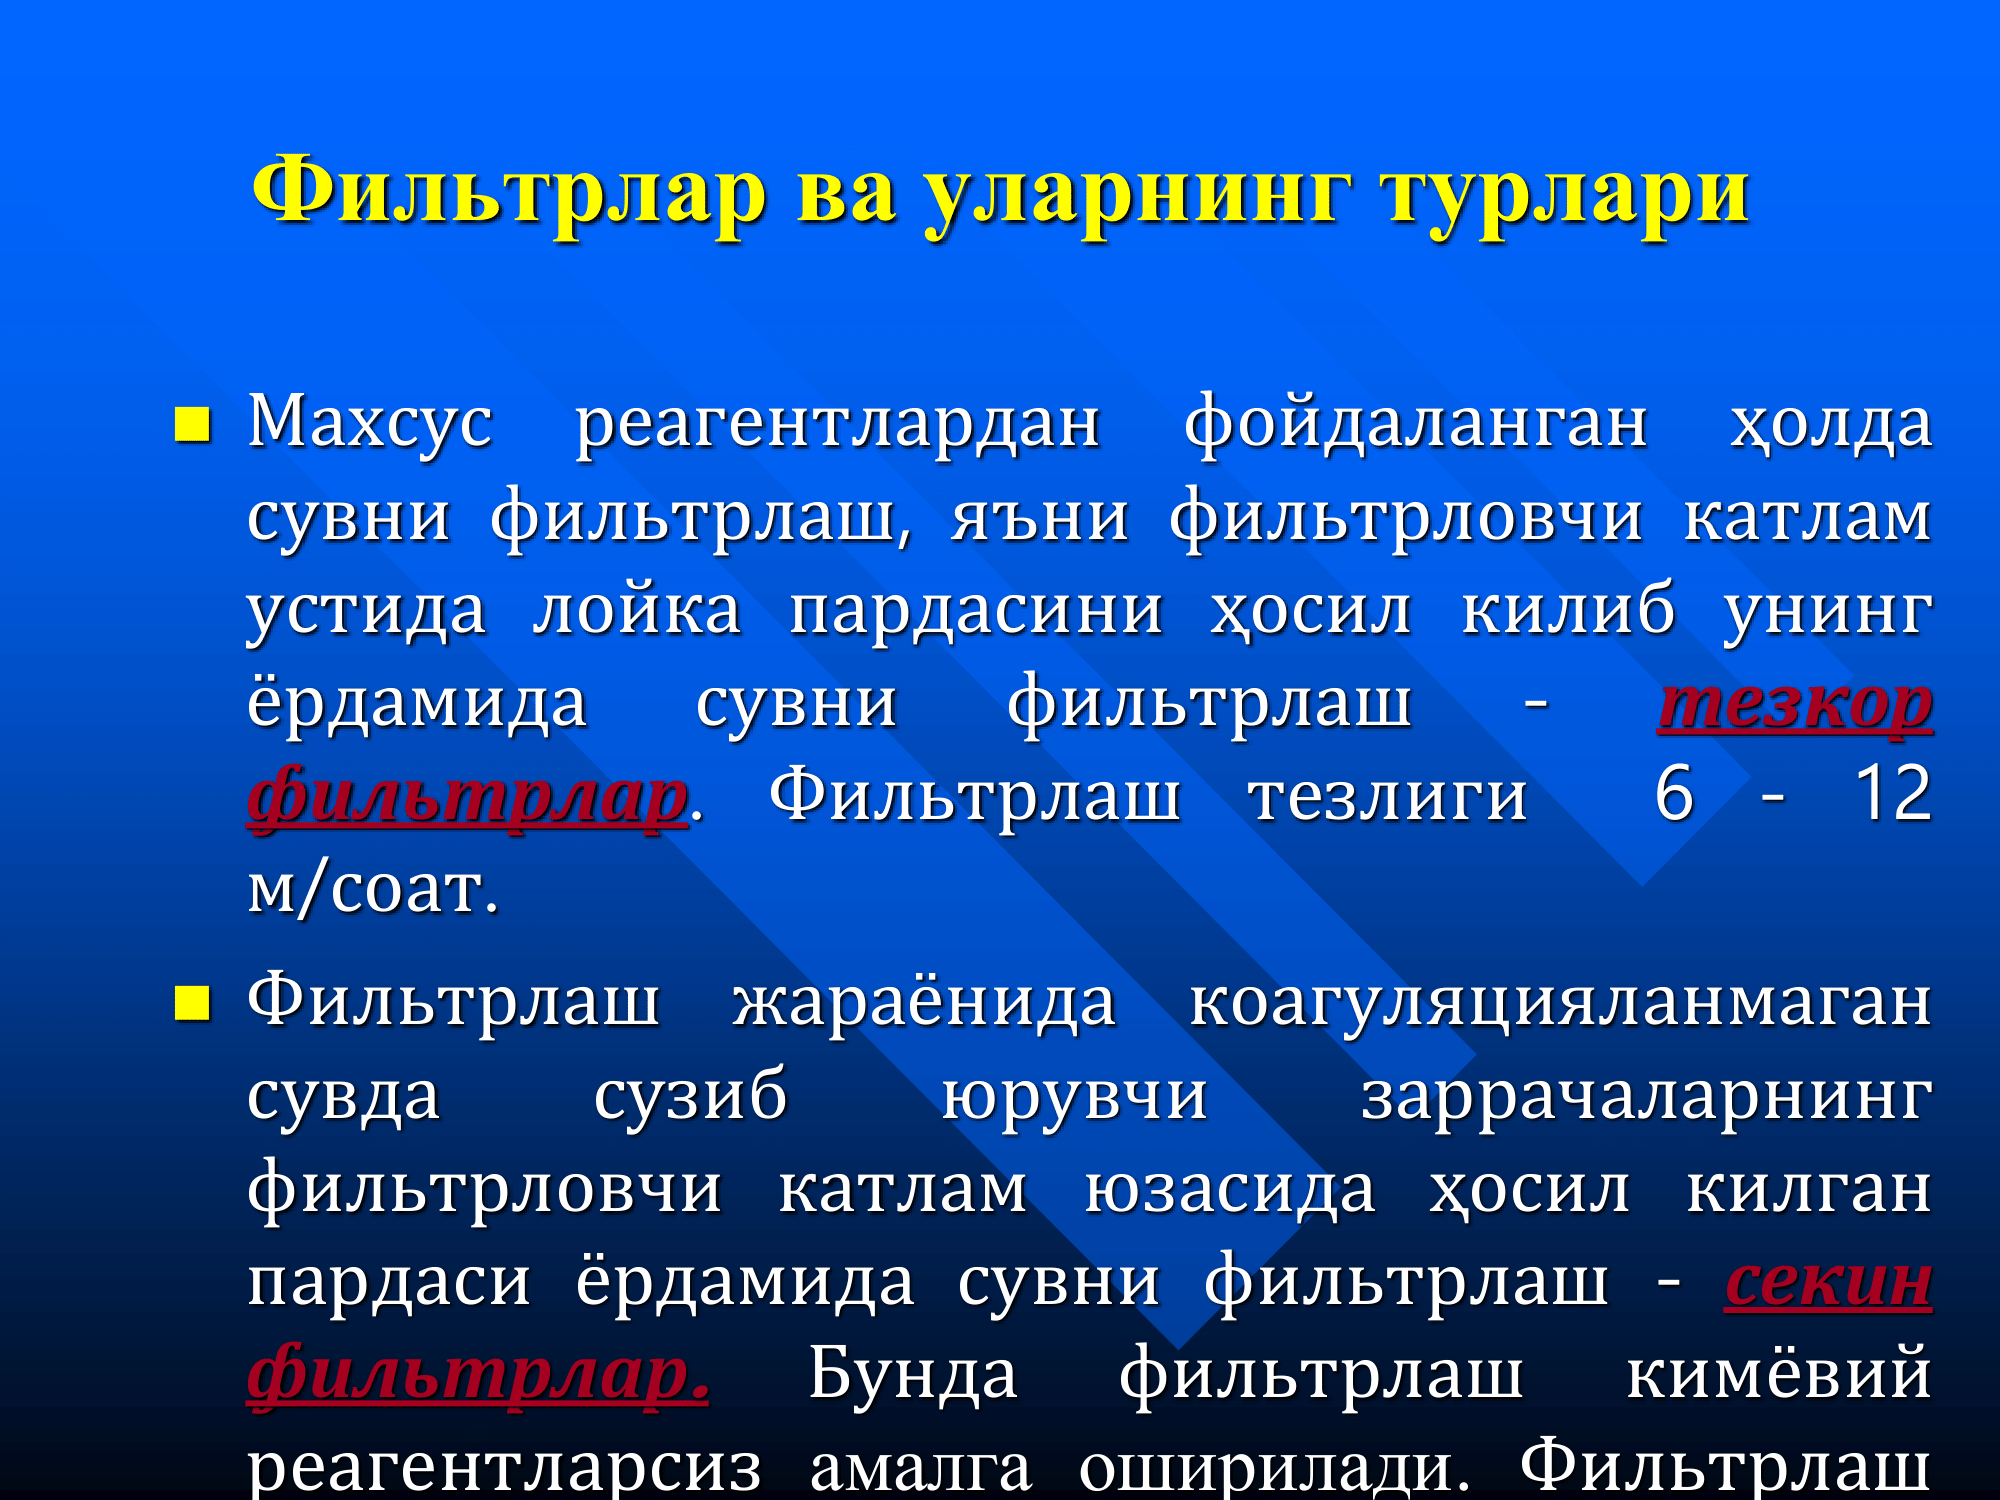 Фильтрлар ва уларнинг турлари
Махсус реагентлардан фойдаланган ҳолда
сувни фильтрлаш, яъни фильтрловчи катлам
устида лойка пардасини ҳосил килиб унинг
ёрдамида сувни фильтрлаш - тезкор
фильтрлар. Фильтрлаш тезлиги 6 - 12
м/соат.
Фильтрлаш жараёнида коагуляцияланмаган
сувда сузиб юрувчи заррачаларнинг
фильтрловчи катлам юзасида ҳосил килган
пардаси ёрдамида сувни фильтрлаш - секин
фильтрлар. Бунда фильтрлаш кимёвий
реагентларсиз амалга оширилади. Фильтрлаш